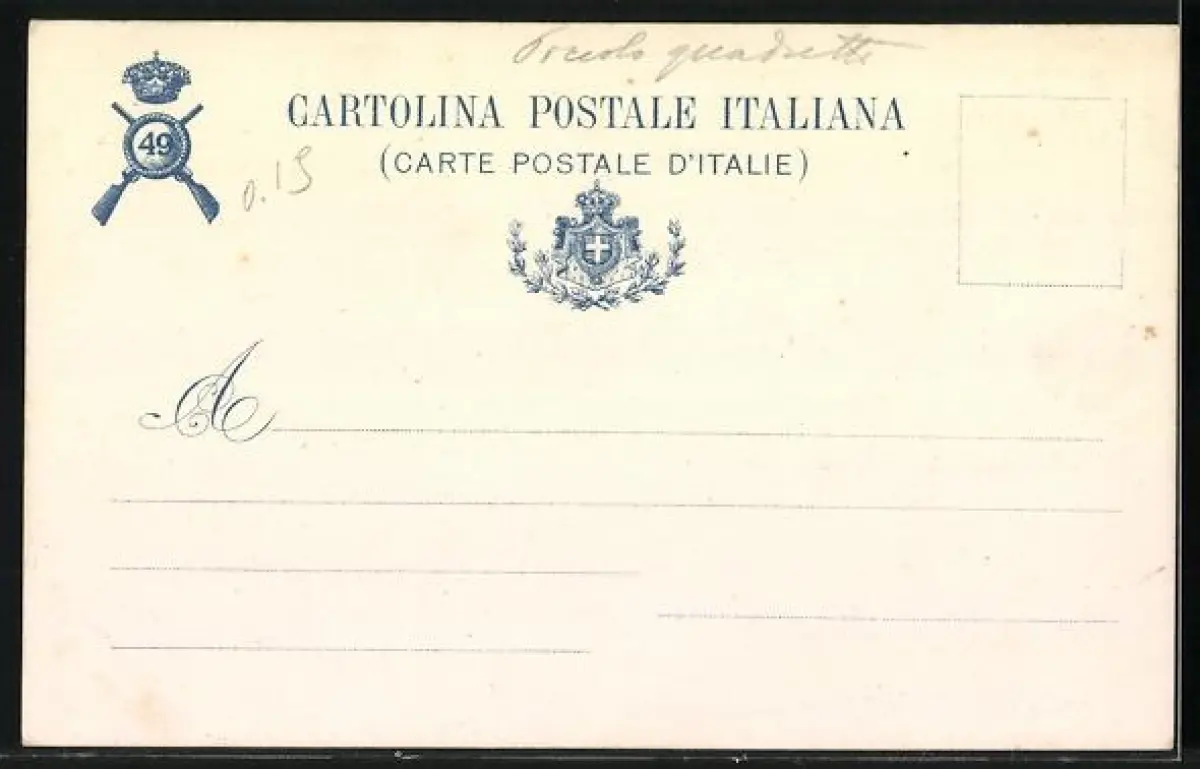 Piccolo quadretto
CARTOLINA POSTALE ITALIANA
(CARTE POSTALE D'ITALIE)
49
0.15
A